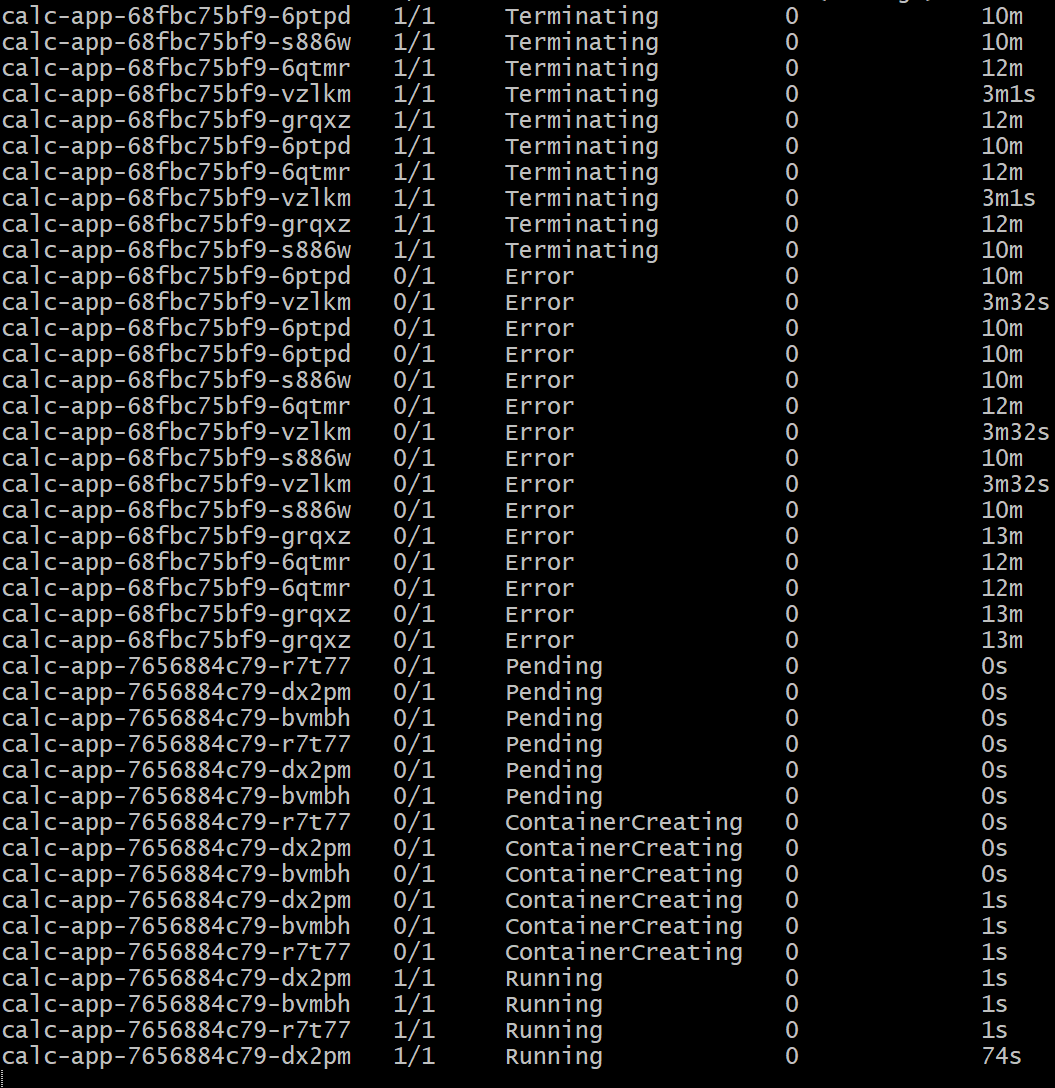 calc-app-68fbc75bf9-6ptpd 1/1 Terminating 0 10m
calc-app-68fbc75bf9-s886w 1/1 Terminating 0 10m
calc-app-68fbc75bf9-6qtmr 1/1 Terminating 0 12m
calc-app-68fbc75bf9-vzlkm 1/1 Terminating 0 3m1s
calc-app-68fbc75bf9-grqxz 1/1 Terminating 0 12m
calc-app-68fbc75bf9-6ptpd 1/1 Terminating 0 10m
calc-app-68fbc75bf9-6qtmr 1/1 Terminating 0 12m
calc-app-68fbc75bf9-vzlkm 1/1 Terminating 0 3m1s
calc-app-68fbc75bf9-grqxz 1/1 Terminating 0 12m
calc-app-68fbc75bf9-s886w 1/1 Terminating 0 10m
calc-app-68fbc75bf9-6ptpd 0/1 Error 0 10m
calc-app-68fbc75bf9-vzlkm 0/1 Error 0 3m32s
calc-app-68fbc75bf9-6ptpd 0/1 Error 0 10m
calc-app-68fbc75bf9-6ptpd 0/1 Error 0 10m
calc-app-68fbc75bf9-s886w 0/1 Error 0 10m
calc-app-68fbc75bf9-6qtmr 0/1 Error 0 12m
calc-app-68fbc75bf9-vzlkm 0/1 Error 0 3m32s
calc-app-68fbc75bf9-s886w 0/1 Error 0 10m
calc-app-68fbc75bf9-vzlkm 0/1 Error 0 3m32s
calc-app-68fbc75bf9-s886w 0/1 Error 0 10m
calc-app-68fbc75bf9-grqxz 0/1 Error 0 13m
calc-app-68fbc75bf9-6qtmr 0/1 Error 0 12m
calc-app-68fbc75bf9-6qtmr 0/1 Error 0 12m
calc-app-68fbc75bf9-grqxz 0/1 Error 0 13m
calc-app-68fbc75bf9-grqxz 0/1 Error 0 13m
calc-app-7656884c79-r7t77 0/1 Pending 0 0s
calc-app-7656884c79-dx2pm 0/1 Pending 0 0s
calc-app-7656884c79-bvmbh 0/1 Pending 0 0s
calc-app-7656884c79-r7t77 0/1 Pending 0 0s
calc-app-7656884c79-dx2pm 0/1 Pending 0 0s
calc-app-7656884c79-bvmbh 0/1 Pending 0 0s
calc-app-7656884c79-r7t77 0/1 ContainerCreating 0 0s
calc-app-7656884c79-dx2pm 0/1 ContainerCreating 0 0s
calc-app-7656884c79-bvmbh 0/1 ContainerCreating 0 0s
calc-app-7656884c79-dx2pm 0/1 ContainerCreating 0 1s
calc-app-7656884c79-bvmbh 0/1 ContainerCreating 0 1s
calc-app-7656884c79-r7t77 0/1 ContainerCreating 0 1s
calc-app-7656884c79-dx2pm 1/1 Running 0 1s
calc-app-7656884c79-bvmbh 1/1 Running 0 1s
calc-app-7656884c79-r7t77 1/1 Running 0 1s
calc-app-7656884c79-dx2pm 1/1 Running 0 74s